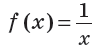 f(x) = 1/x